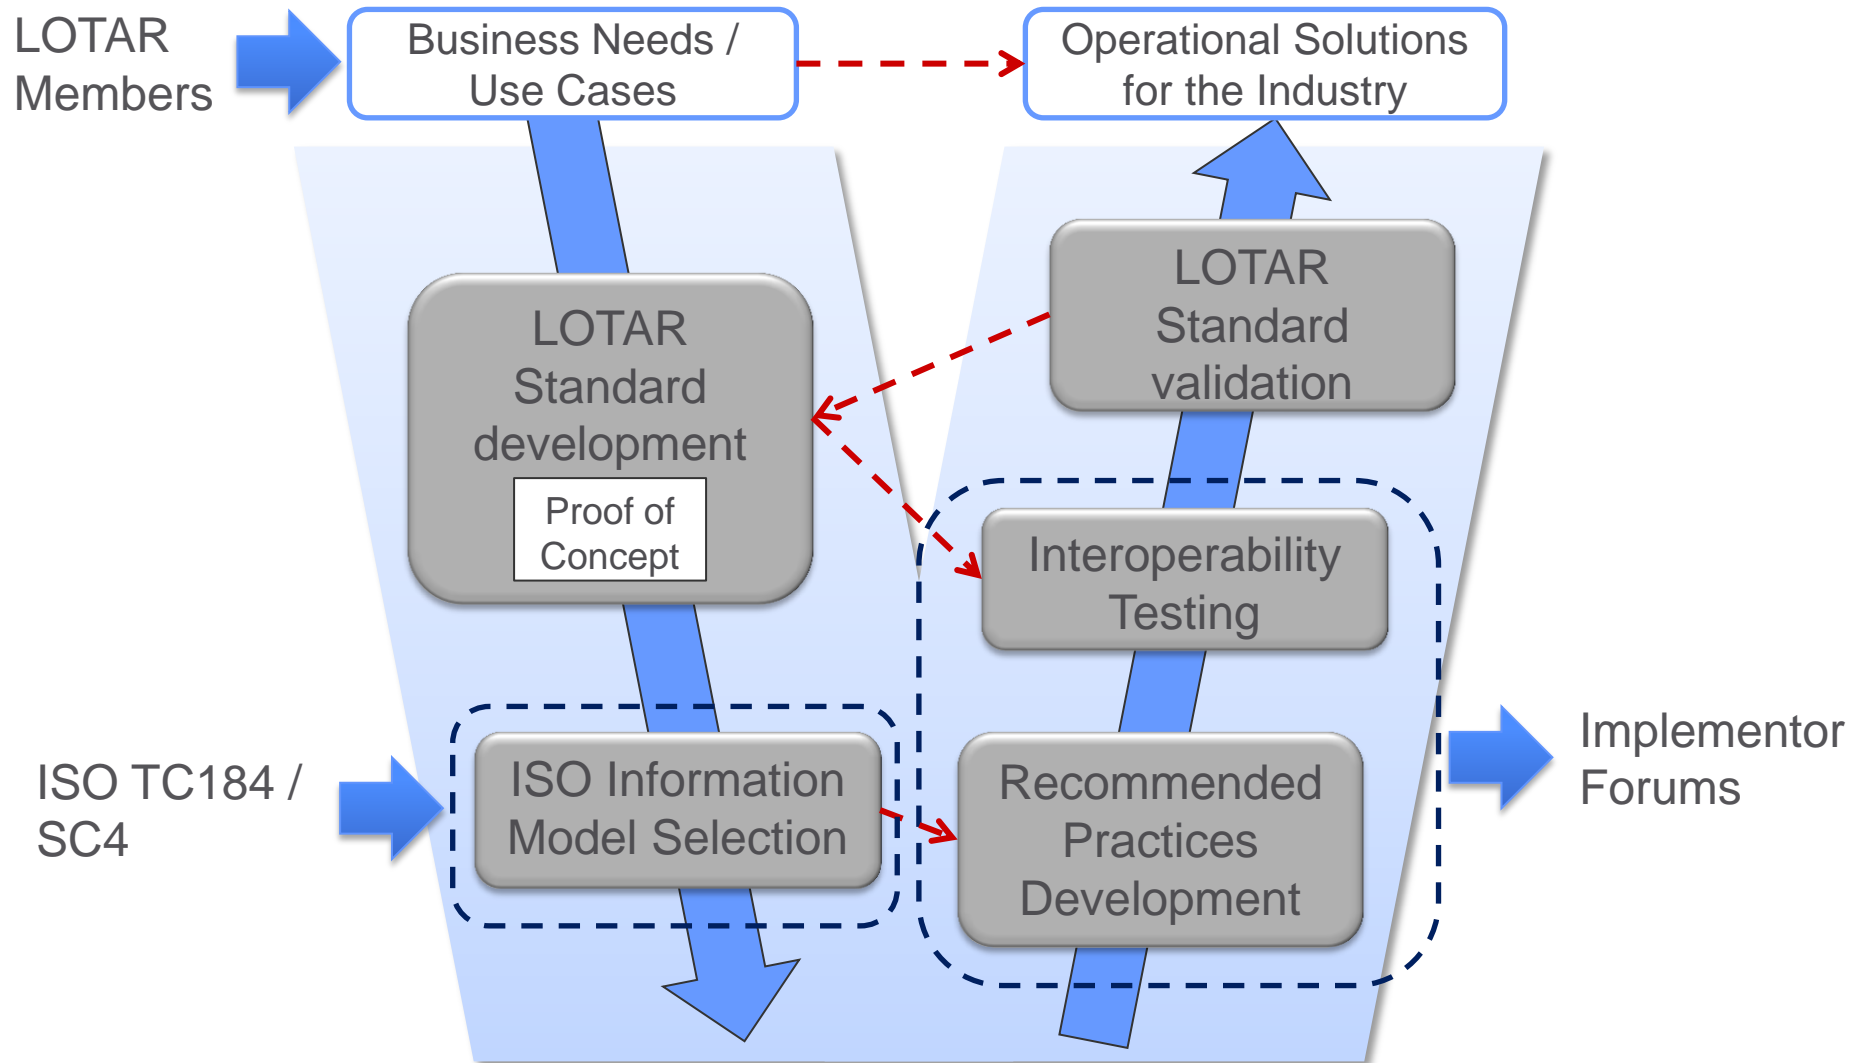 LOTAR
Members
Business Needs /
Use Cases
Operational Solutions
for the Industry
LOTAR
Standard
development
Proof of
Concept
LOTAR
Standard
validation
Interoperability
Testing
ISO TC184 /
SC4
ISO Information
Model Selection
Recommended
Practices
Development
Implementor
Forums